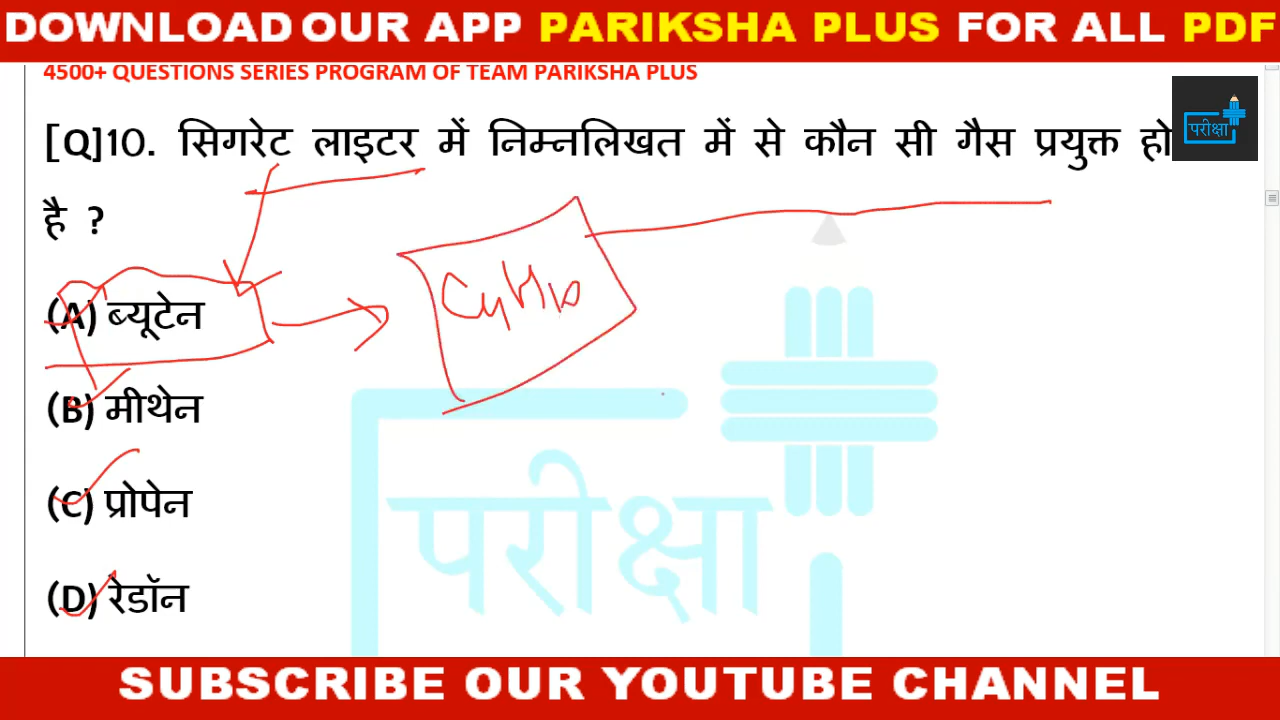 DOWNLOAD OUR APP PARIKSHA PLUS FOR ALL PDF
4500+ QUESTIONS SERIES PROGRAM OF TEAM PARIKSHA PLUS
परीक्षा
[Q]10. सिगरेट लाइटर में निम्नलिखत में से कौन सी गैस प्रयुक्त हो
है ?
(A) ब्यूटेन
C4H10
(B) मीथेन
(C) प्रोपेन
परीक्षा
(D) रेडॉन
SUBSCRIBE OUR YOUTUBE CHANNEL